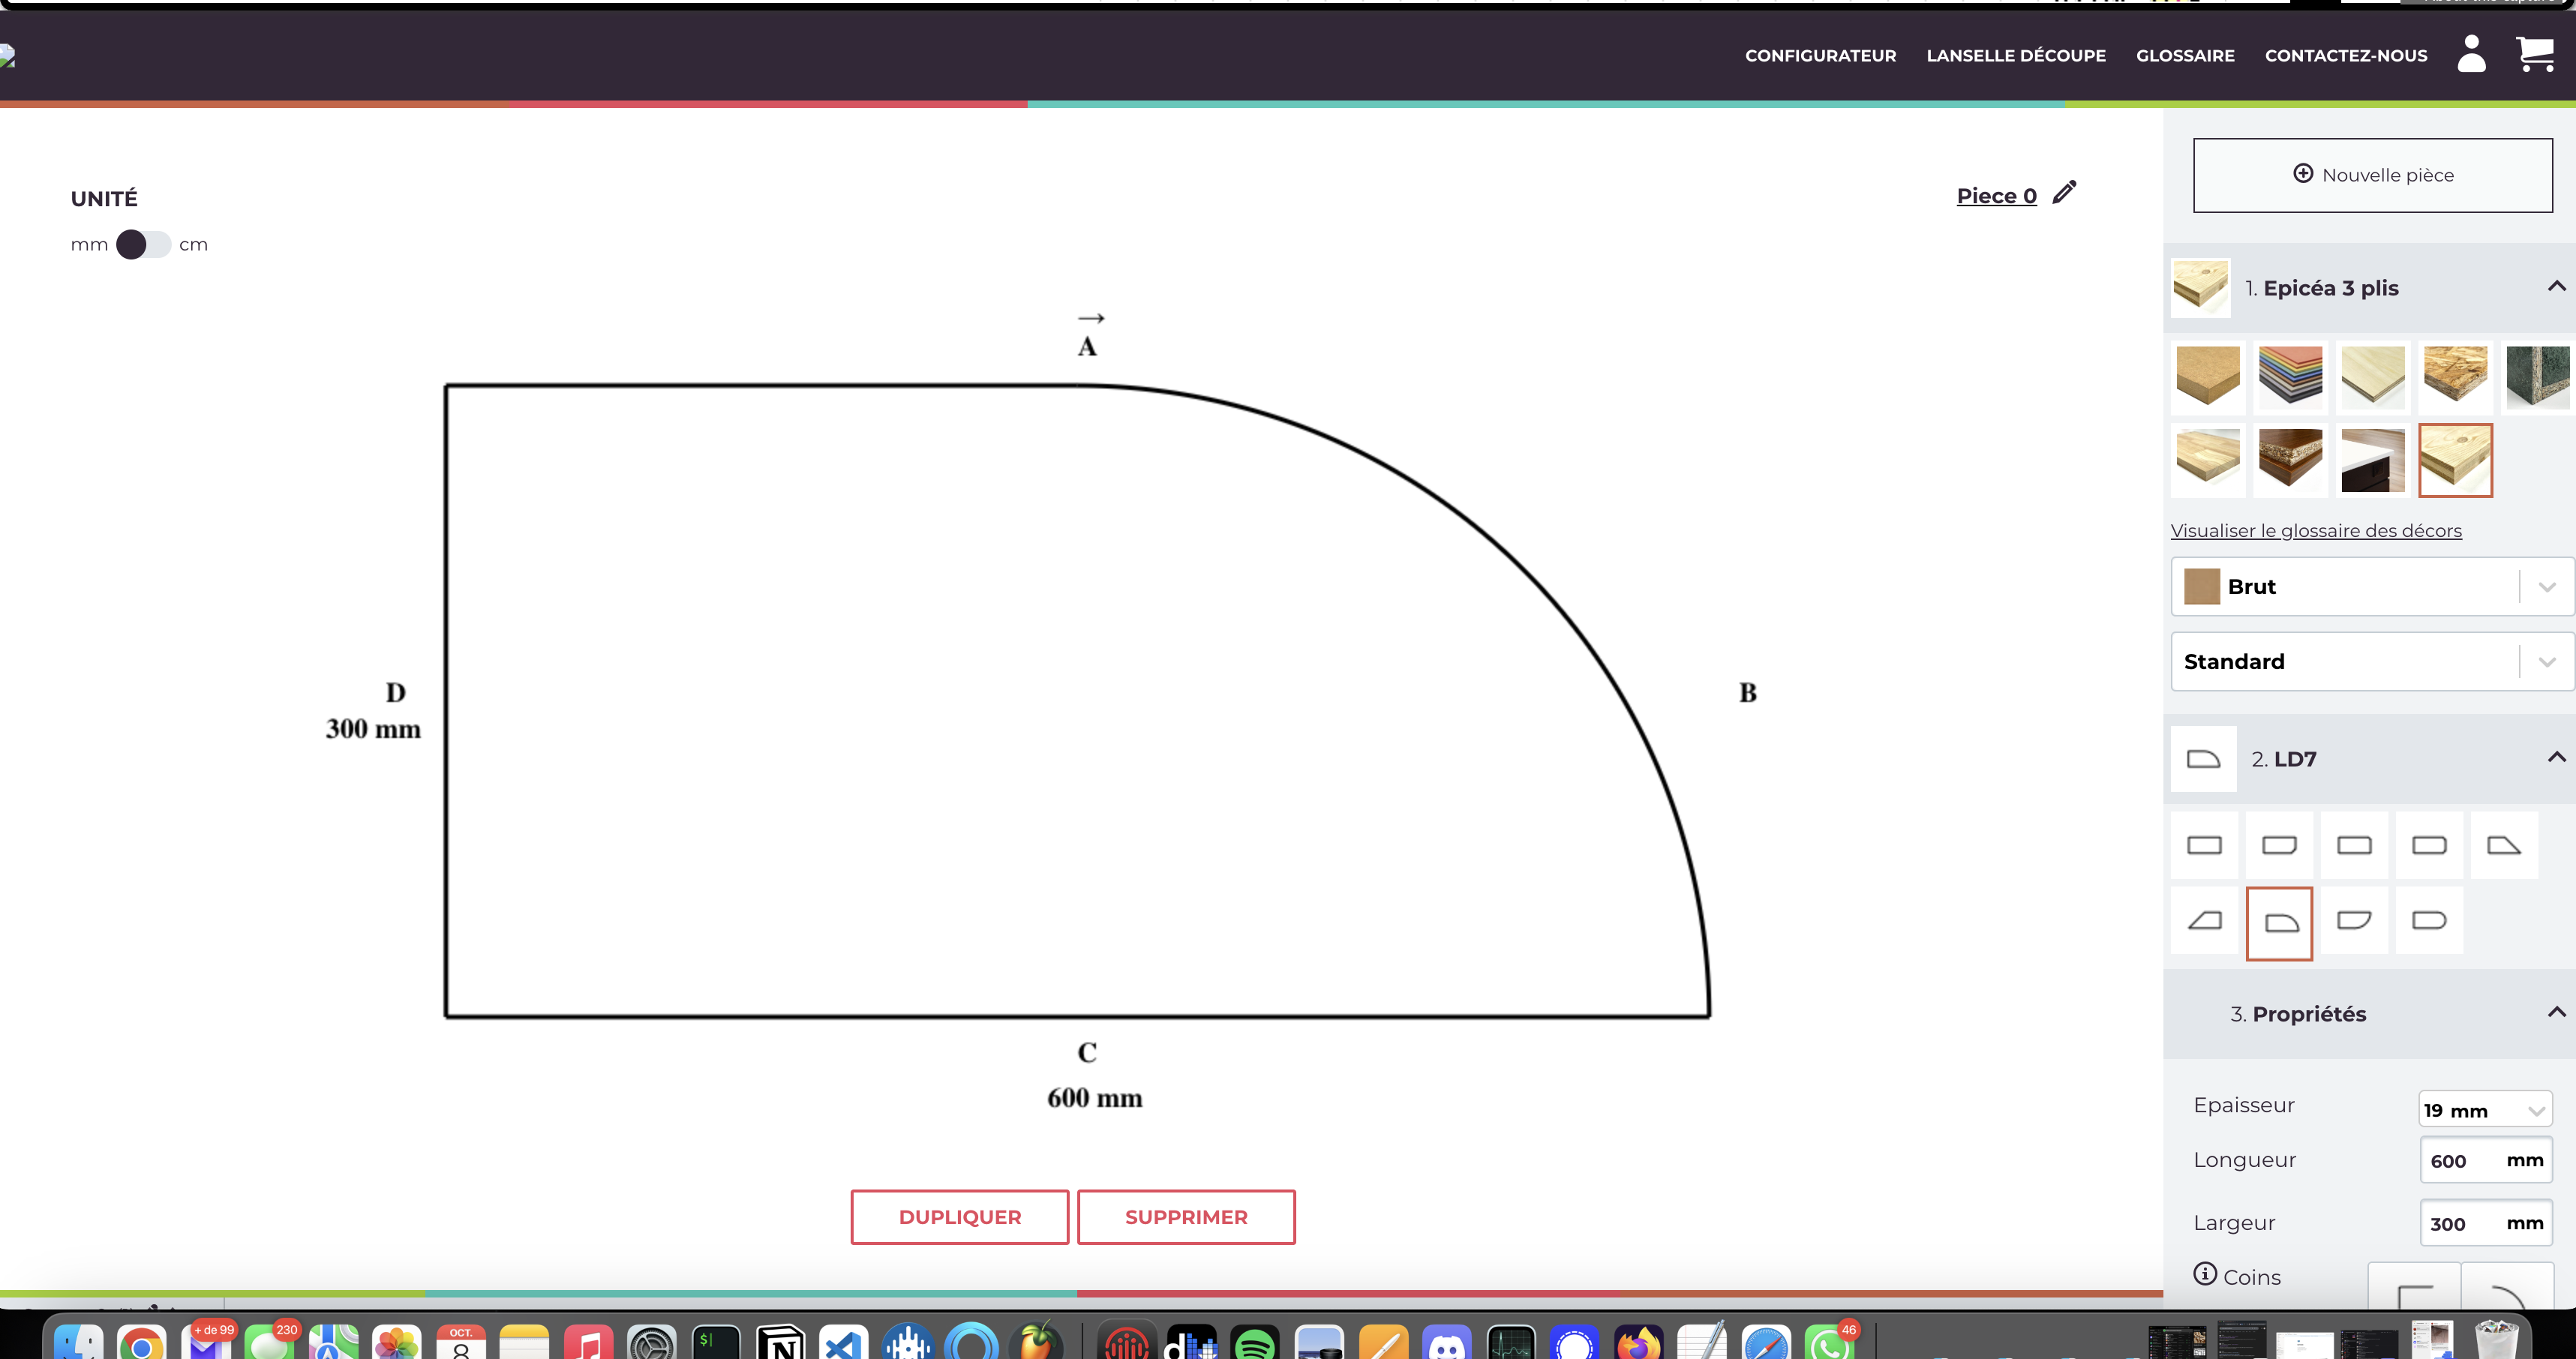 CONFIGURATEUR LANSELLE DÉCOUPE GLOSSAIRE CONTACTEZ-NOUS
UNITÉ
mm cm
Piece 0
Nouvelle pièce
1. Epicéa 3 plis
Visualiser le glossaire des décors
Brut
Standard
2. LD7
3. Propriétés
Epaisseur 19 mm
Longueur 600 mm
Largeur 300 mm
Coins
→
A
D
300 mm
B
C
600 mm
DUPLIQUER SUPPRIMER
+ de 99
230
OCT.
8
$
46